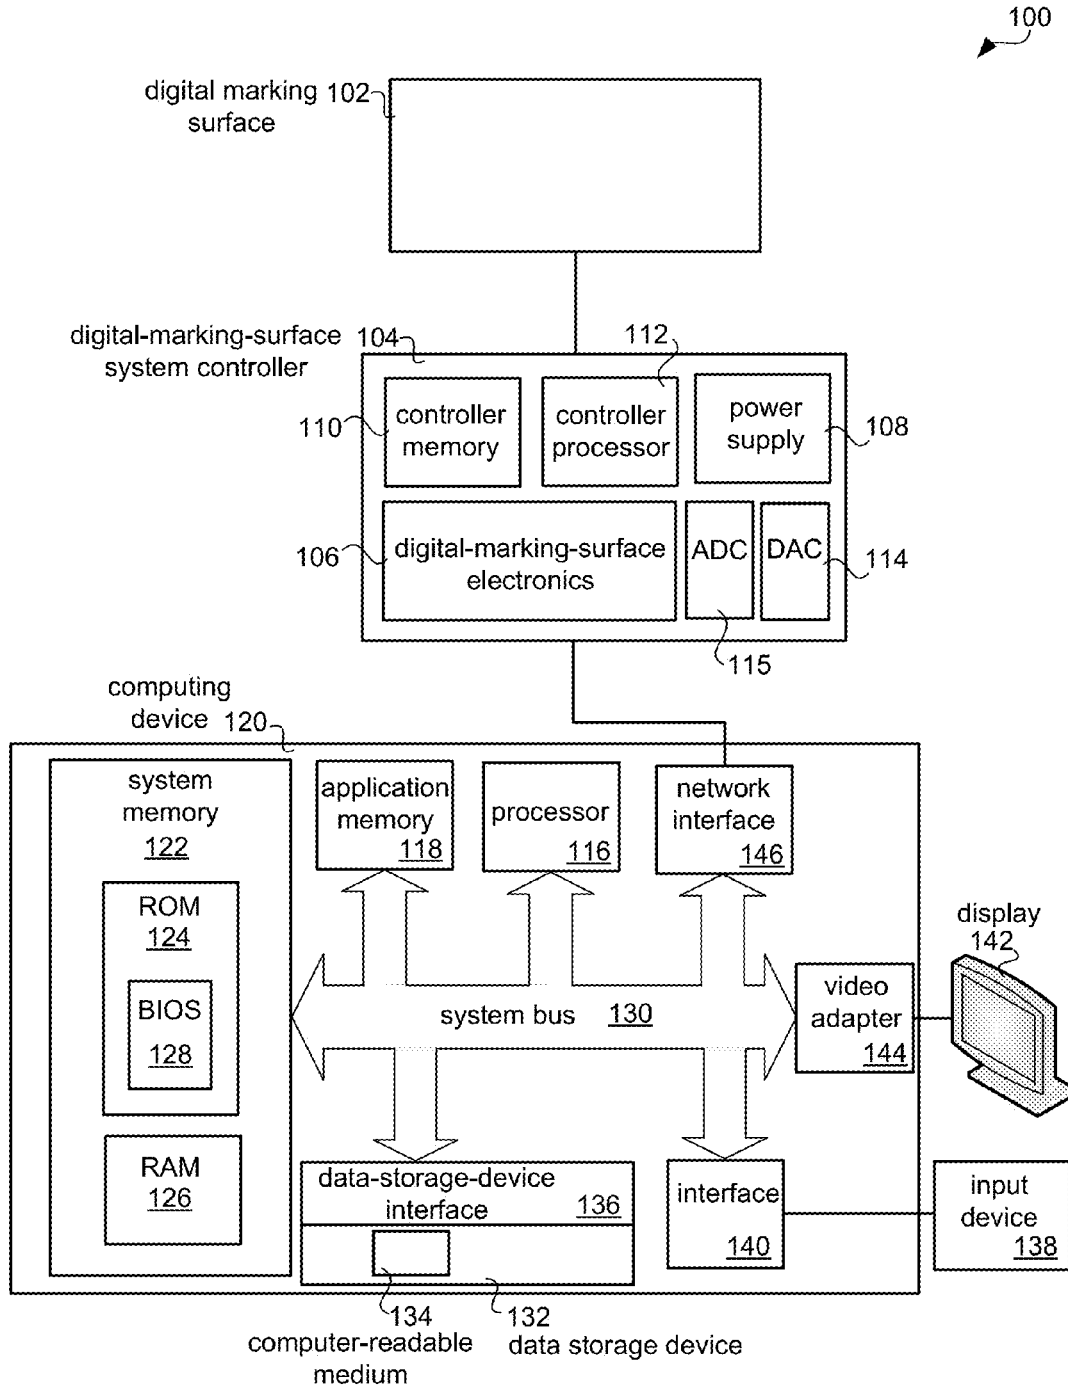 100
digital marking 102
surface
digital-marking-surface
system controller
104
112
110
controller
memory
controller
processor
power
supply
108
106
digital-marking-surface
electronics
ADC
DAC
114
115
computing
device 120
system
memory
122
application
memory
118
processor
116
network
interface
146
ROM
124
BIOS
128
RAM
126
system bus 130
video
adapter
144
display
142
data-storage-device
interface 136
interface
140
input
device
138
134
computer-readable
medium
132
data storage device